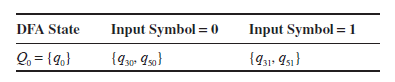 DFA State Input Symbol = 0 Input Symbol = 1
Q₀ = {q₀} {q₃₀, q₅₀} {q₃₁, q₅₁}